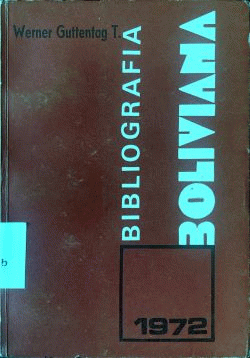 Werner Guttentag T.
BIBLIOGRAFIA
BOLIVIANA
1972
b